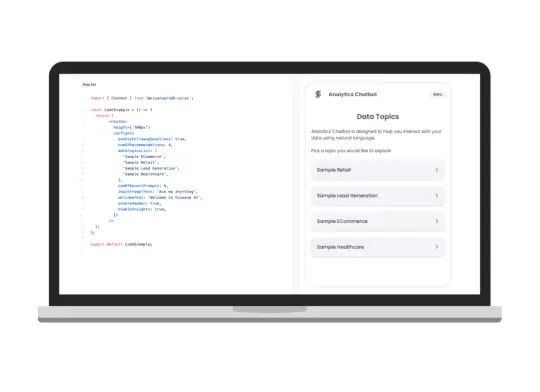 App.tsx
import { Chatbot } from '@sisense/sdk-ui/ai';
const CodeExample = () => {
return (
<Chatbot
height={'900px'}
config={{
enableFollowupQuestions: true,
numOfRecommendations: 4,
dataTopicsList: [
"Sample ECommerce",
"Sample Retail",
"Sample Lead Generation",
"Sample Healthcare",
],
numOfRecentPrompts: 6,
inputPromptText: "Ask me anything",
welcomeText: "Welcome to Sisense AI",
enableHeader: true,
enableInsights: true,
}}
/>
);
};
export default CodeExample;
Analytics Chatbot
Beta
Data Topics
Analytics Chatbot is designed to help you interact with your
data using natural language.
Pick a topic you would like to explore:
Sample Retail
Sample Lead Generation
Sample ECommerce
Sample Healthcare